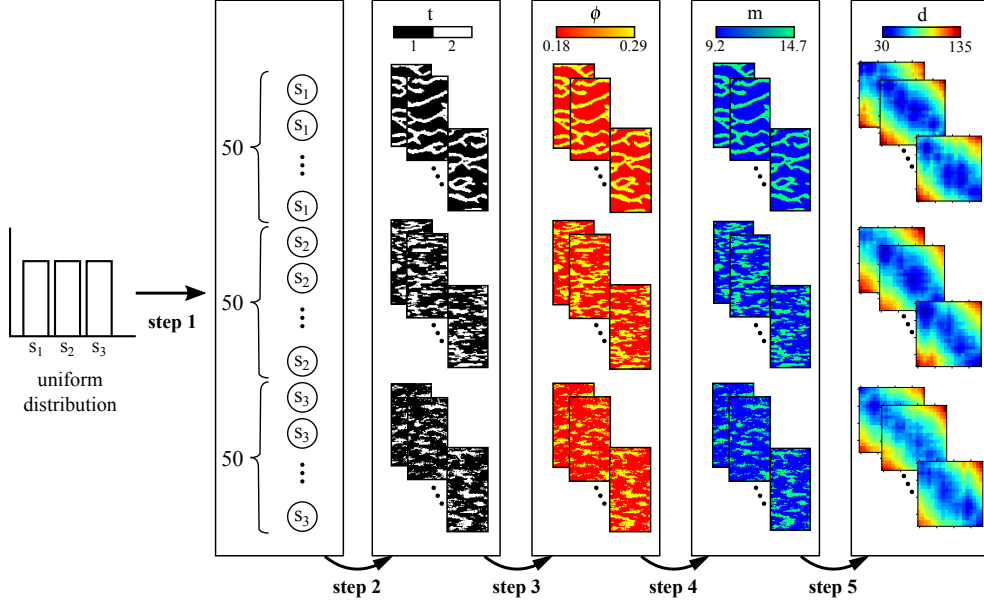 t
ϕ
m
d
1 2
0.18 0.29
9.2 14.7
30 135
50
s₁
s₁
s₁
50
s₂
s₂
s₂
50
s₃
s₃
s₃
s₁ s₂ s₃
uniform
distribution
step 1
step 2
step 3
step 4
step 5